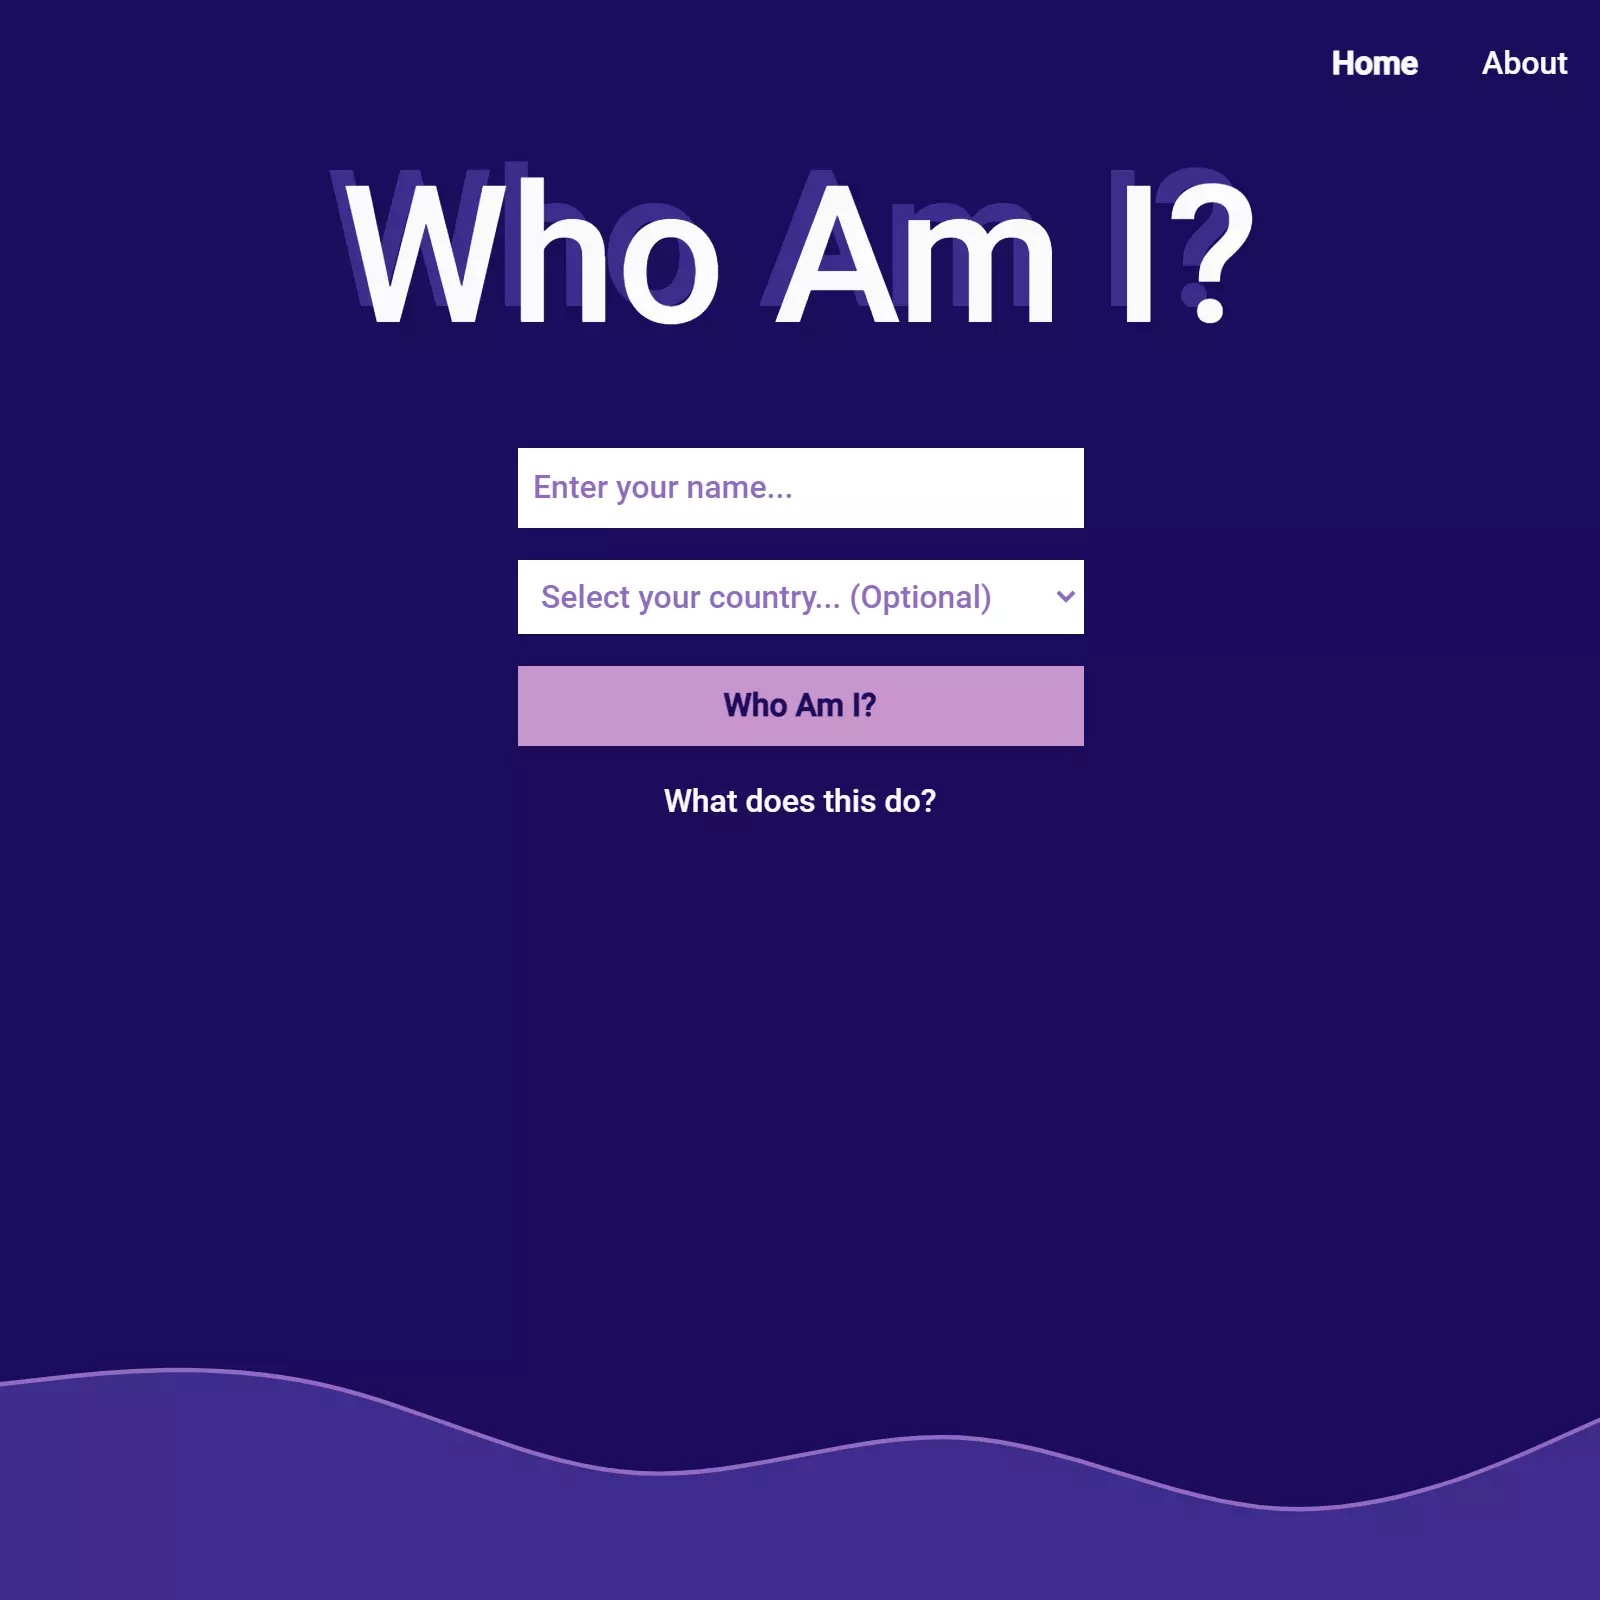 Home About
Who Am I?
Enter your name...
Select your country... (Optional)
Who Am I?
What does this do?